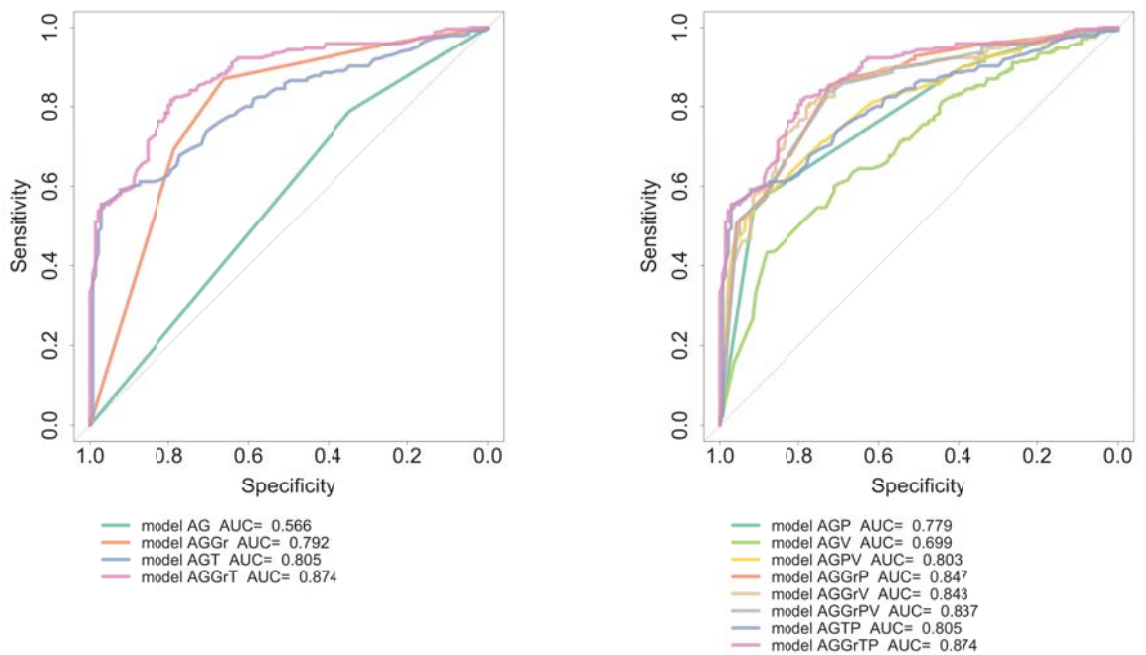 1.0
0.8
0.6
0.4
0.2
0.0
Sensitivity
1.0 0.8 0.6 0.4 0.2 0.0
Specificity
model AG AUC= 0.566
model AGGr AUC= 0.792
model AGT AUC= 0.805
model AGGrT AUC= 0.874
1.0
0.8
0.6
0.4
0.2
0.0
Sensitivity
1.0 0.8 0.6 0.4 0.2 0.0
Specificity
model AGP AUC= 0.779
model AGV AUC= 0.699
model AGPV AUC= 0.803
model AGGrP AUC= 0.847
model AGGrV AUC= 0.843
model AGGrPV AUC= 0.837
model AGTP AUC= 0.805
model AGGrTP AUC= 0.874